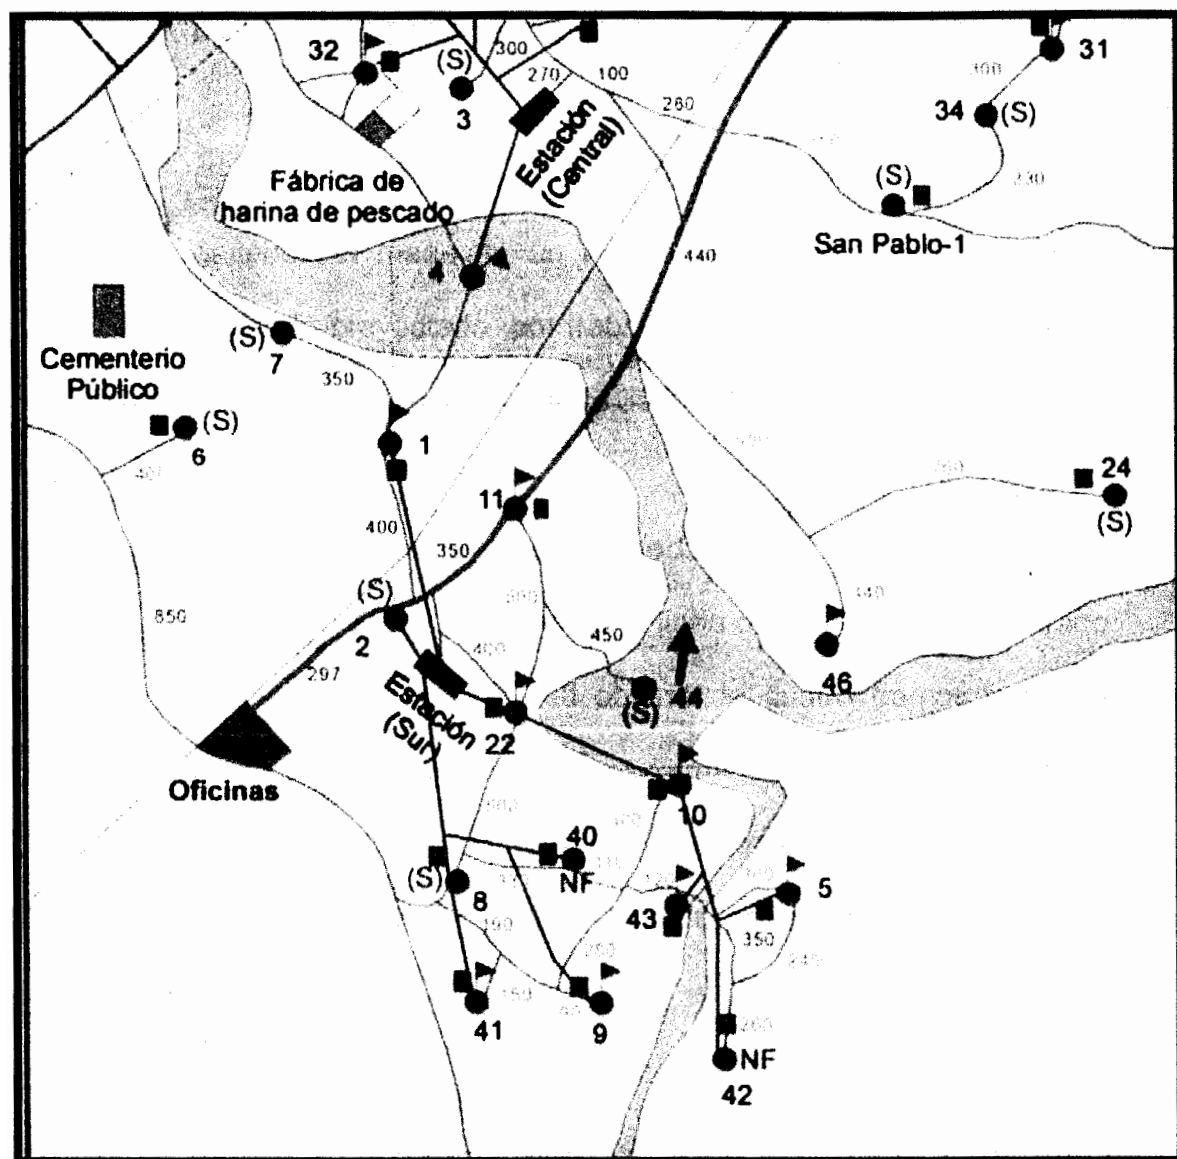 32
(S)
3
300
270
100
280
31
300
34
(S)
Estación
(Central)
Fábrica de
harina de pescado
(S)
230
San Pablo-1
4
440
Cementerio
Público
(S)
7
350
(S)
6
1
11
24
(S)
400
350
(S)
2
850
297
400
450
44
(S)
46
Estación
(Sur)
22
Oficinas
10
40
NF
(S)
8
43
5
350
41
9
NF
42